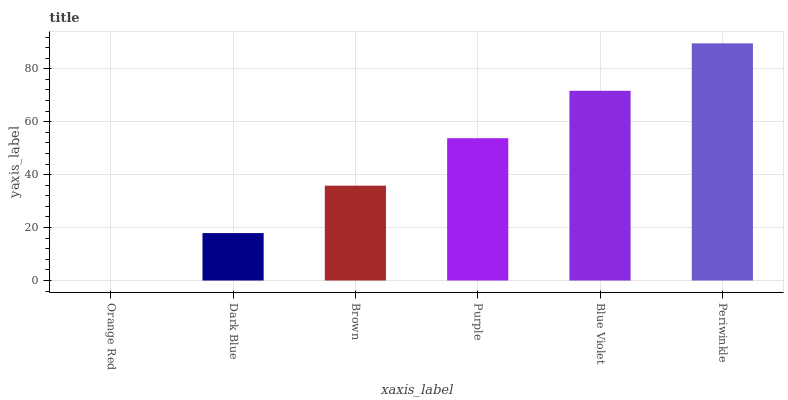 title
yaxis_label
80
60
40
20
0
Orange Red
Dark Blue
Brown
Purple
Blue Violet
Periwinkle
xaxis_label